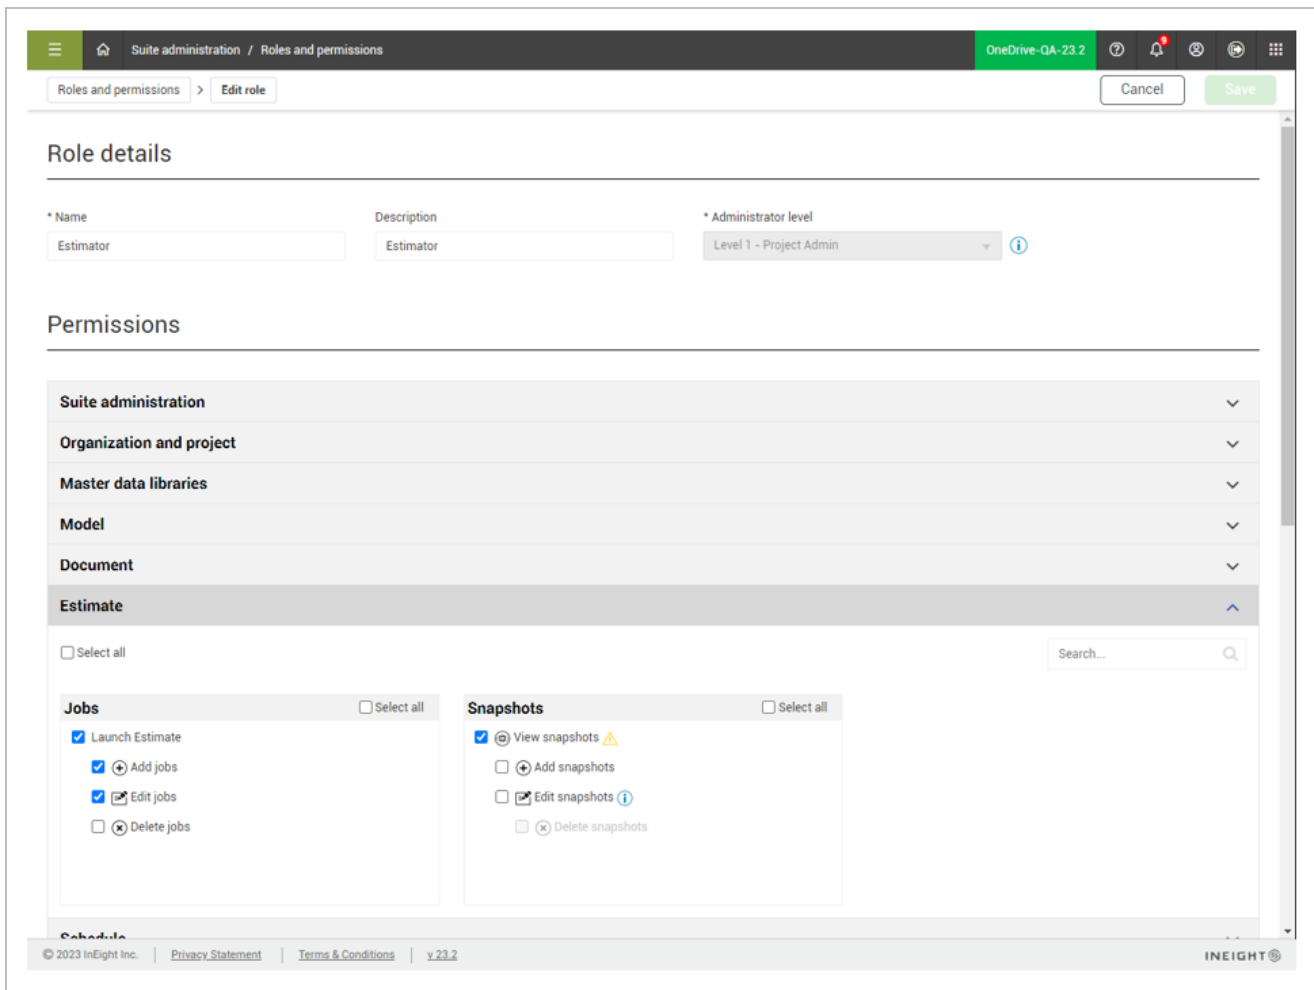 Suite administration / Roles and permissions
OneDrive-QA-23.2
9
Roles and permissions > Edit role
Cancel
Save
Role details
* Name
Description
* Administrator level
Estimator
Estimator
Level 1 - Project Admin
Permissions
Suite administration
Organization and project
Master data libraries
Model
Document
Estimate
Select all
Search...
Jobs
Select all
Launch Estimate
Add jobs
Edit jobs
Delete jobs
Snapshots
Select all
View snapshots
Add snapshots
Edit snapshots
Delete snapshots
Schedule
© 2023 InEight Inc. | Privacy Statement | Terms & Conditions | v 23.2
INEIGHT